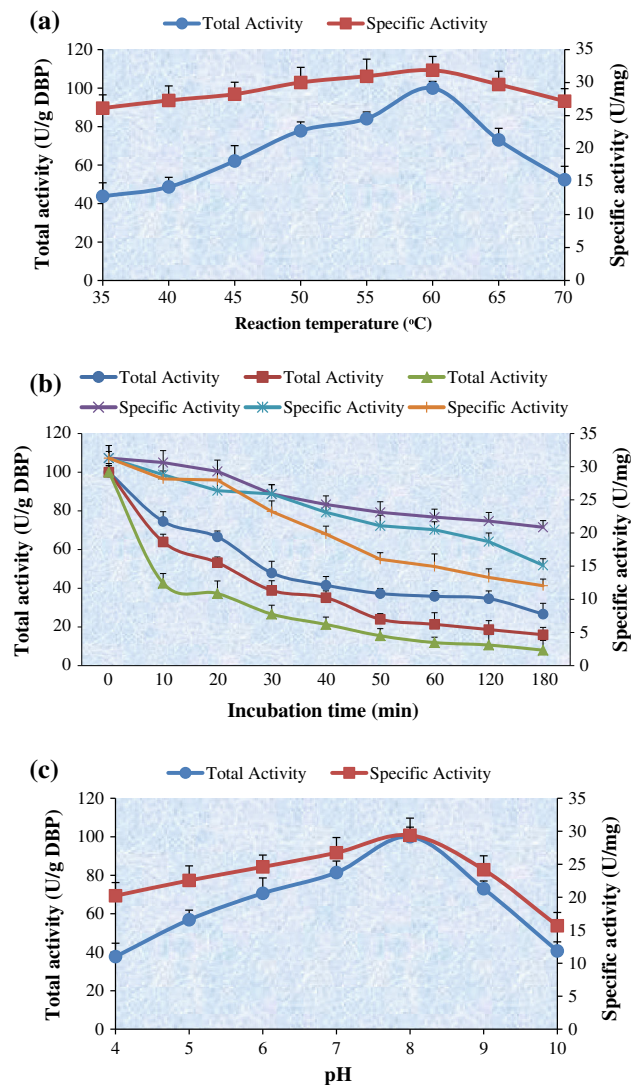 (a)
Total Activity Specific Activity
120 35
100 30
80 25
60 20
40 15
20 10
0 5
0
35 40 45 50 55 60 65 70
Total activity (U/g DBP)
Specific activity (U/mg)
Reaction temperature (°C)
(b)
Total Activity Total Activity Total Activity
Specific Activity Specific Activity Specific Activity
120 35
100 30
80 25
60 20
40 15
20 10
0 5
0
0 10 20 30 40 50 60 120 180
Total activity (U/g DBP)
Specific activity (U/mg)
Incubation time (min)
(c)
Total Activity Specific Activity
120 35
100 30
80 25
60 20
40 15
20 10
0 5
0
4 5 6 7 8 9 10
Total activity (U/g DBP)
Specific activity (U/mg)
pH